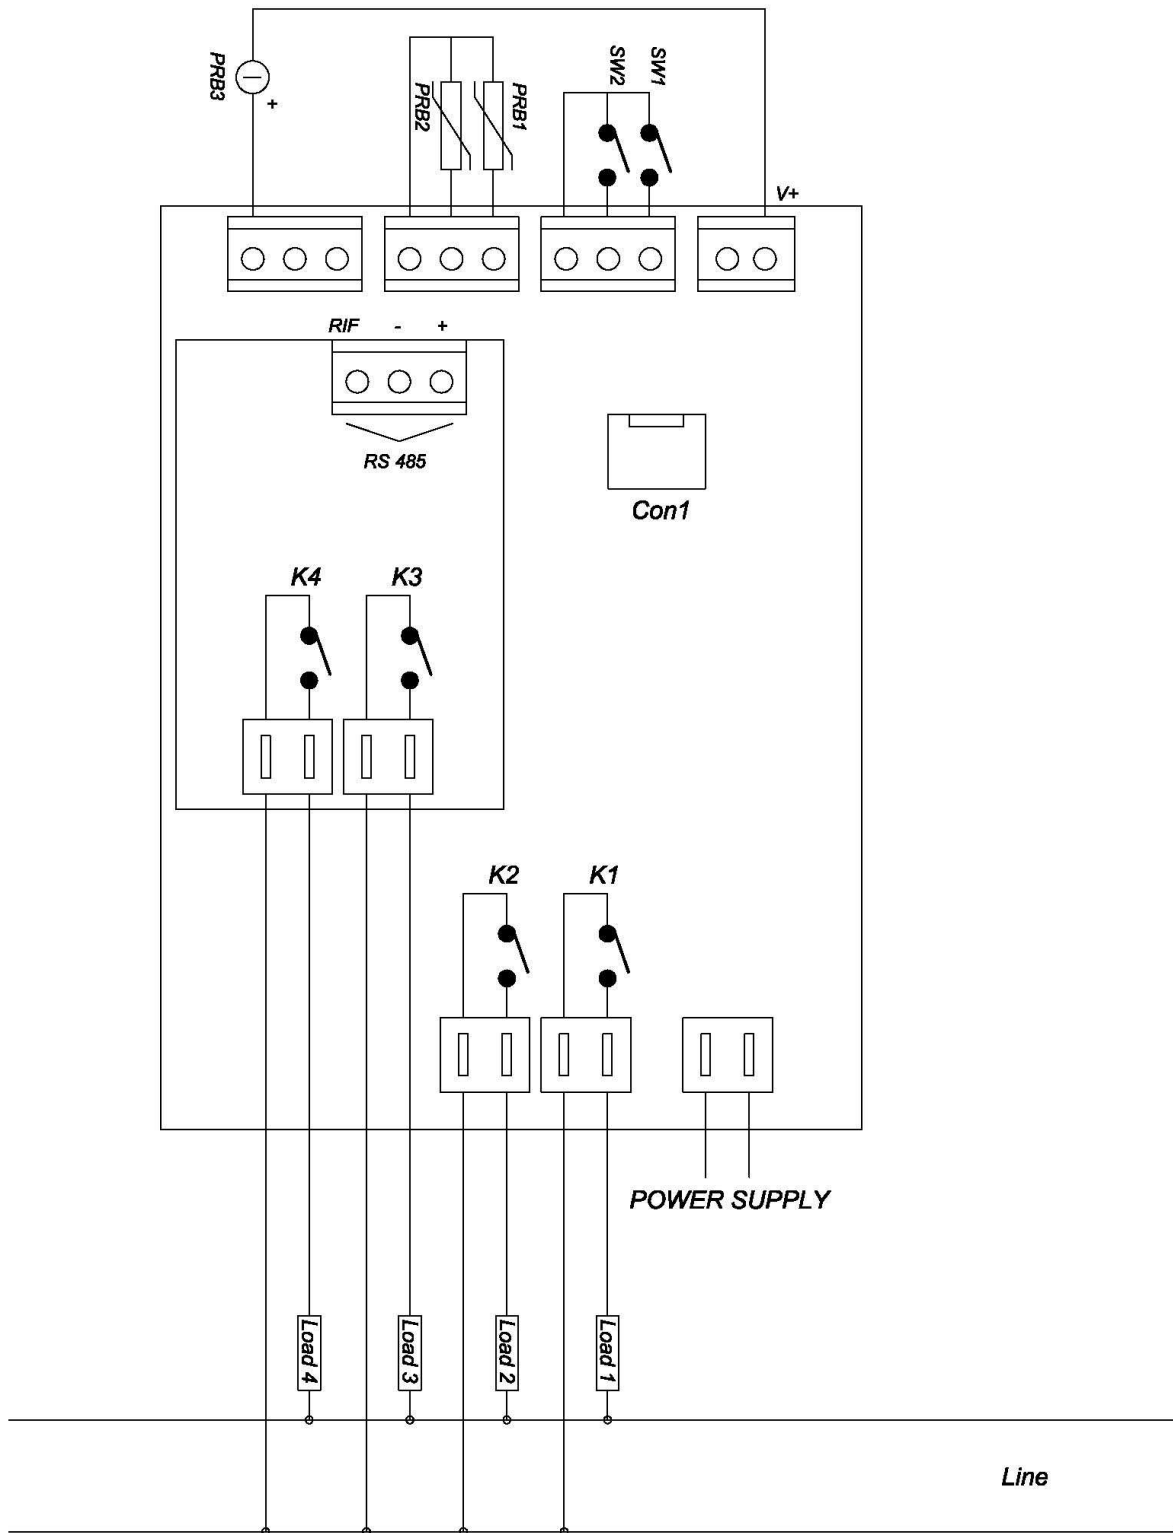 PRB3
+
PRB2
PRB1
SW2
SW1
V+
RIF - +
RS 485
Con1
K4
K3
K2
K1
POWER SUPPLY
Load 4
Load 3
Load 2
Load 1
Line